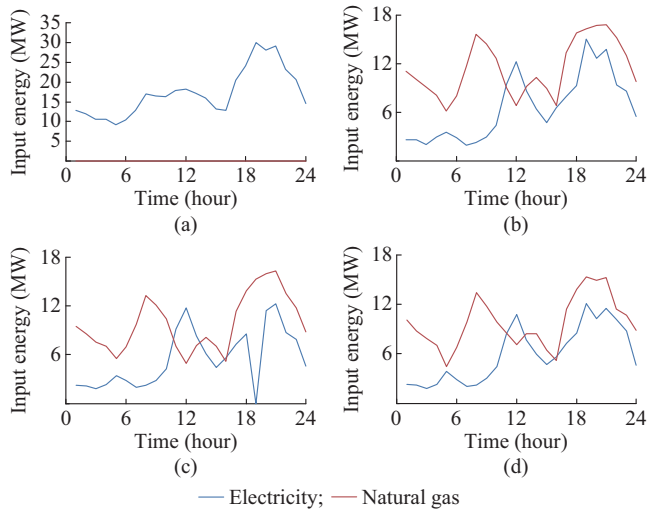 35
30
25
20
15
10
5
0 6 12 18 24
Input energy (MW)
Time (hour)
(a)
18
12
6
0 6 12 18 24
Input energy (MW)
Time (hour)
(b)
18
12
6
0 6 12 18 24
Input energy (MW)
Time (hour)
(c)
18
12
6
0 6 12 18 24
Input energy (MW)
Time (hour)
(d)
Electricity; Natural gas